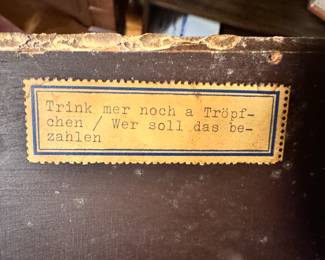 Trink mer noch a Tröpf-
chen / Wer soll das be-
zahlen